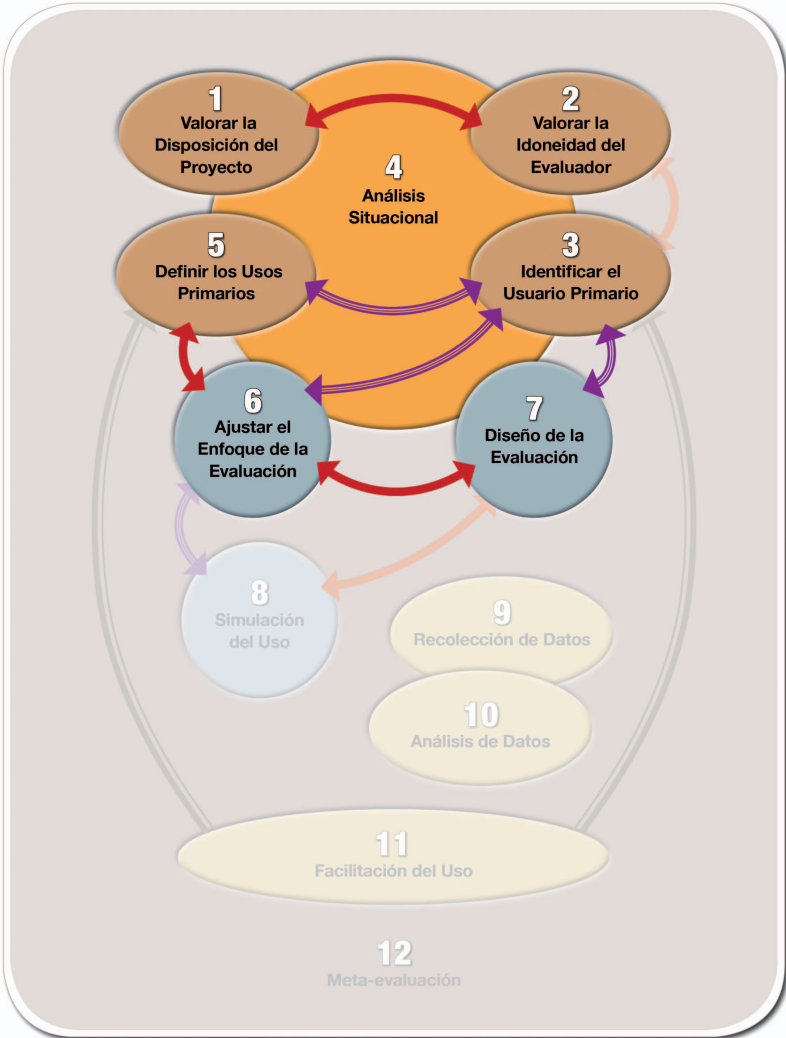 1
Valorar la
Disposición del
Proyecto
2
Valorar la
Idoneidad del
Evaluador
4
Análisis
Situacional
5
Definir los Usos
Primarios
3
Identificar el
Usuario Primario
6
Ajustar el
Enfoque de la
Evaluación
7
Diseño de la
Evaluación
8
Simulación
del Uso
9
Recolección de Datos
10
Análisis de Datos
11
Facilitación del Uso
12
Meta-evaluación